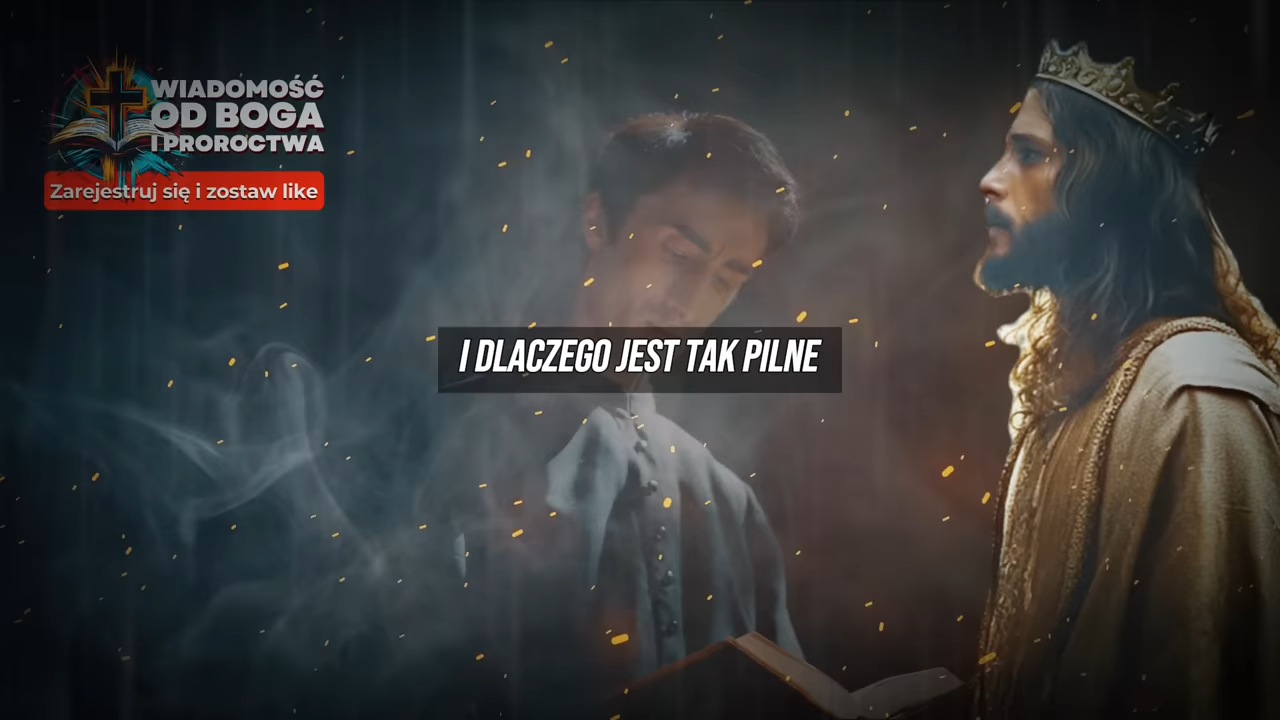 WIADOMOŚĆ
OD BOGA
I PROROCTWA
Zarejestruj się i zostaw like
I DLACZEGO JEST TAK PILNE